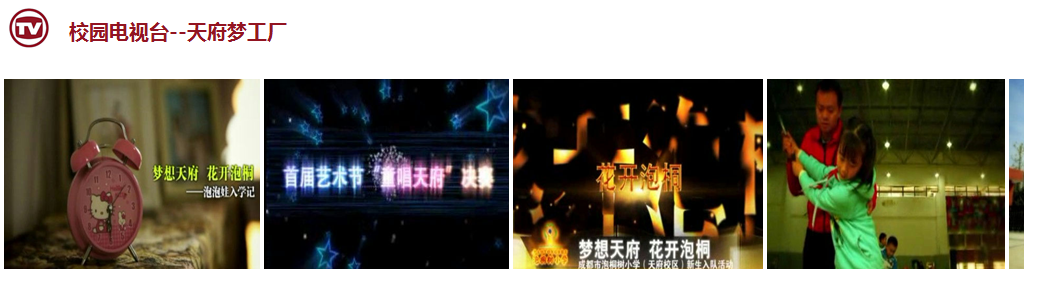 TV
校园电视台--天府梦工厂
梦想天府 花开泡桐
——泡泡娃入学记
首届艺术节“童唱天府”决赛
花开泡桐
梦想天府 花开泡桐
成都市泡桐树小学（天府校区）新生入队活动